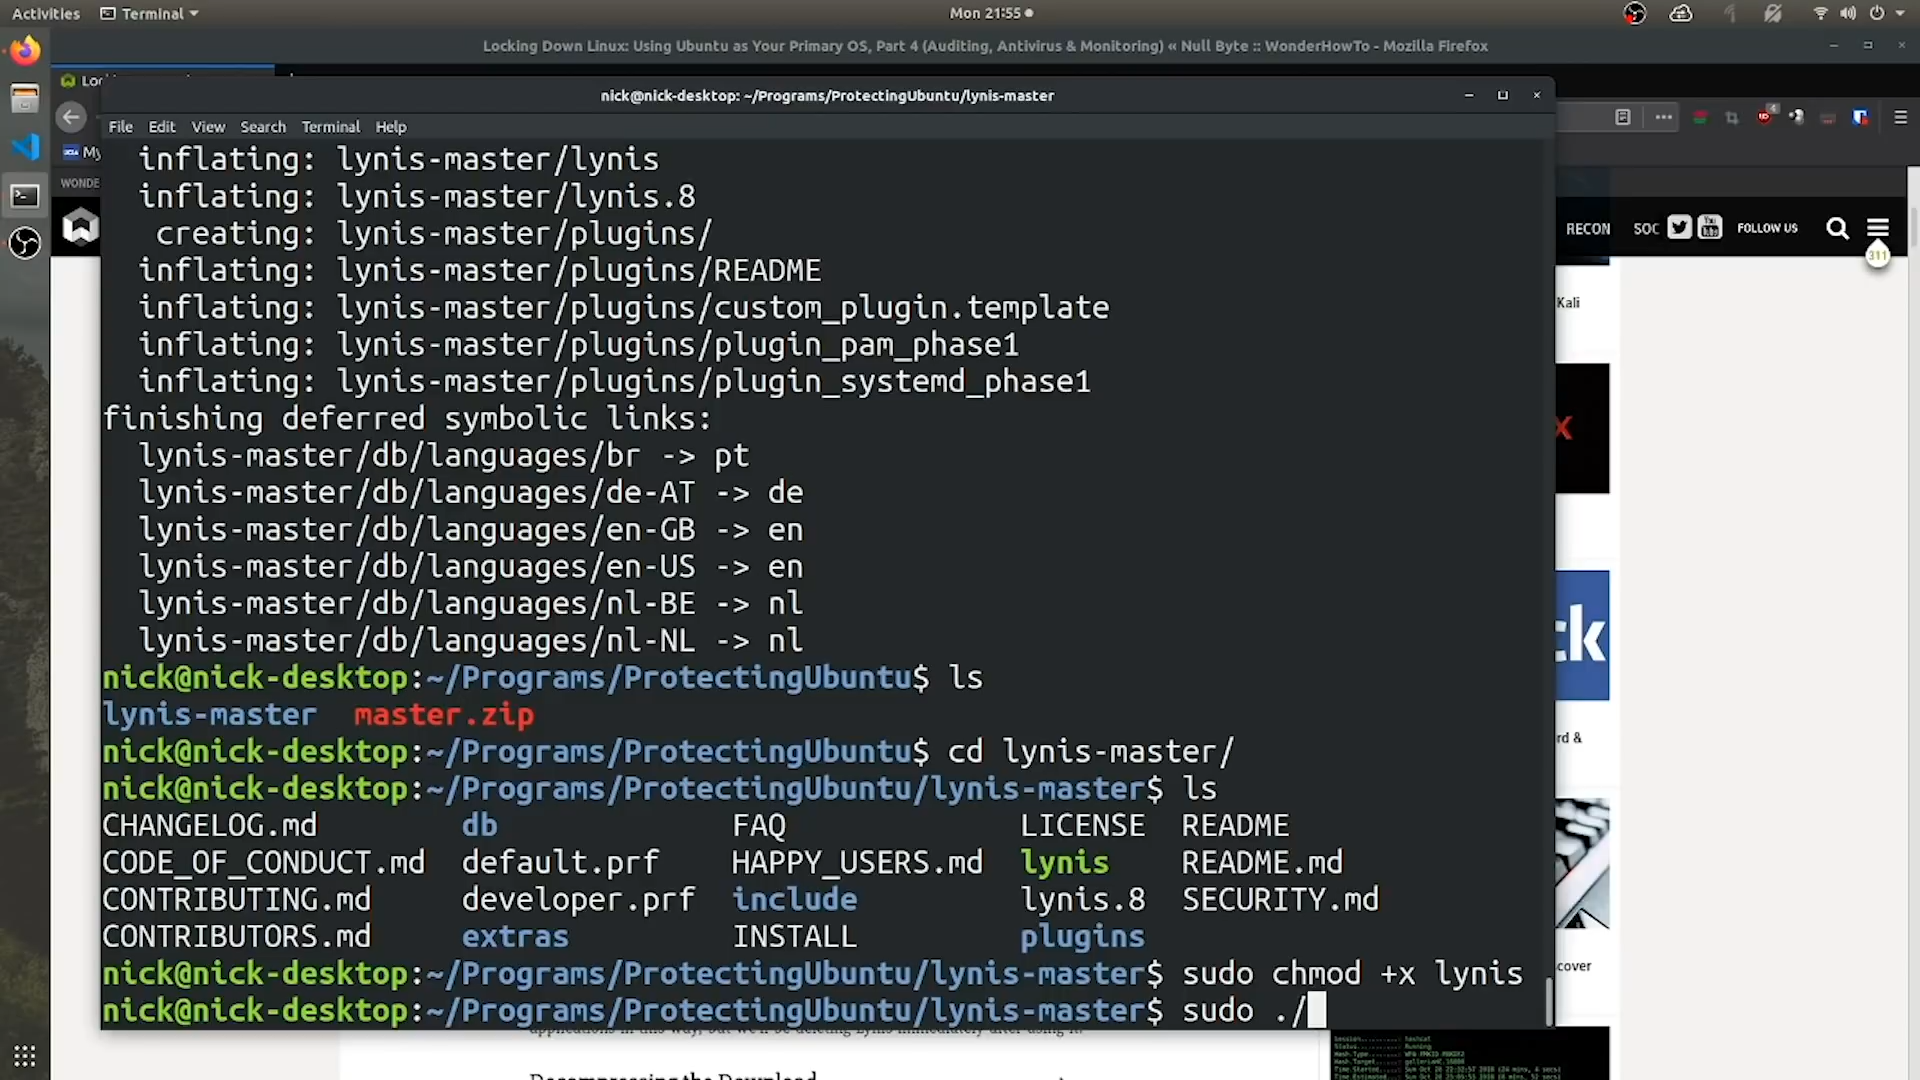 Activities Terminal Mon 21:55
Locking Down Linux: Using Ubuntu as Your Primary OS, Part 4 (Auditing, Antivirus & Monitoring) « Null Byte :: WonderHowTo - Mozilla Firefox
nick@nick-desktop: ~/Programs/ProtectingUbuntu/lynis-master
4
File Edit View Search Terminal Help
My
WONDE
RECON SOC FOLLOW US
311
inflating: lynis-master/lynis
inflating: lynis-master/lynis.8
creating: lynis-master/plugins/
inflating: lynis-master/plugins/README
inflating: lynis-master/plugins/custom_plugin.template
Kali
inflating: lynis-master/plugins/plugin_pam_phase1
inflating: lynis-master/plugins/plugin_systemd_phase1
finishing deferred symbolic links:
lynis-master/db/languages/br -> pt
lynis-master/db/languages/de-AT -> de
lynis-master/db/languages/en-GB -> en
lynis-master/db/languages/en-US -> en
lynis-master/db/languages/nl-BE -> nl
lynis-master/db/languages/nl-NL -> nl
ck
nick@nick-desktop:~/Programs/ProtectingUbuntu$ ls
lynis-master master.zip
rd &
nick@nick-desktop:~/Programs/ProtectingUbuntu$ cd lynis-master/
nick@nick-desktop:~/Programs/ProtectingUbuntu/lynis-master$ ls
CHANGELOG.md db FAQ LICENSE README
CODE_OF_CONDUCT.md default.prf HAPPY_USERS.md lynis README.md
CONTRIBUTING.md developer.prf include lynis.8 SECURITY.md
CONTRIBUTORS.md extras INSTALL plugins
cover
nick@nick-desktop:~/Programs/ProtectingUbuntu/lynis-master$ sudo chmod +x lynis
nick@nick-desktop:~/Programs/ProtectingUbuntu/lynis-master$ sudo ./
Decompressing the Download